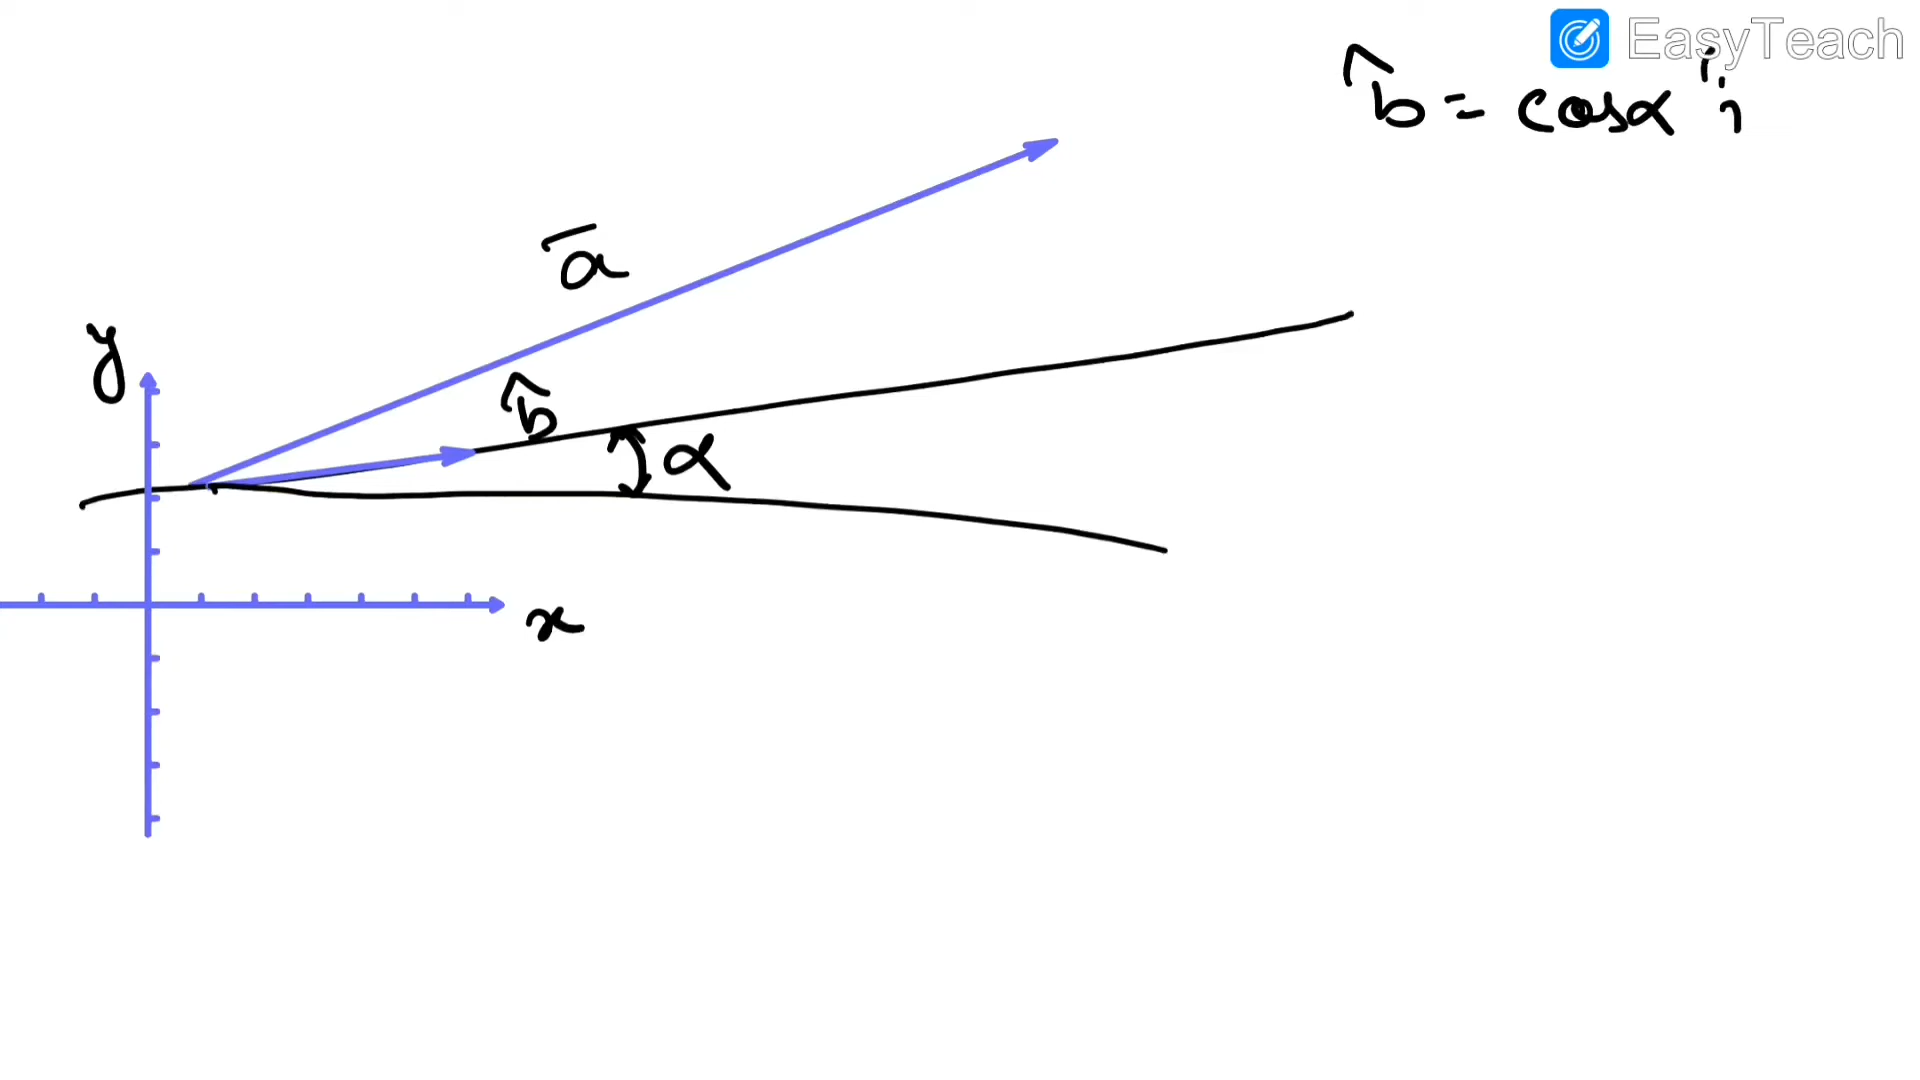 EasyTeach
b̂ = cosα î
a̅
y
b̂
α
x